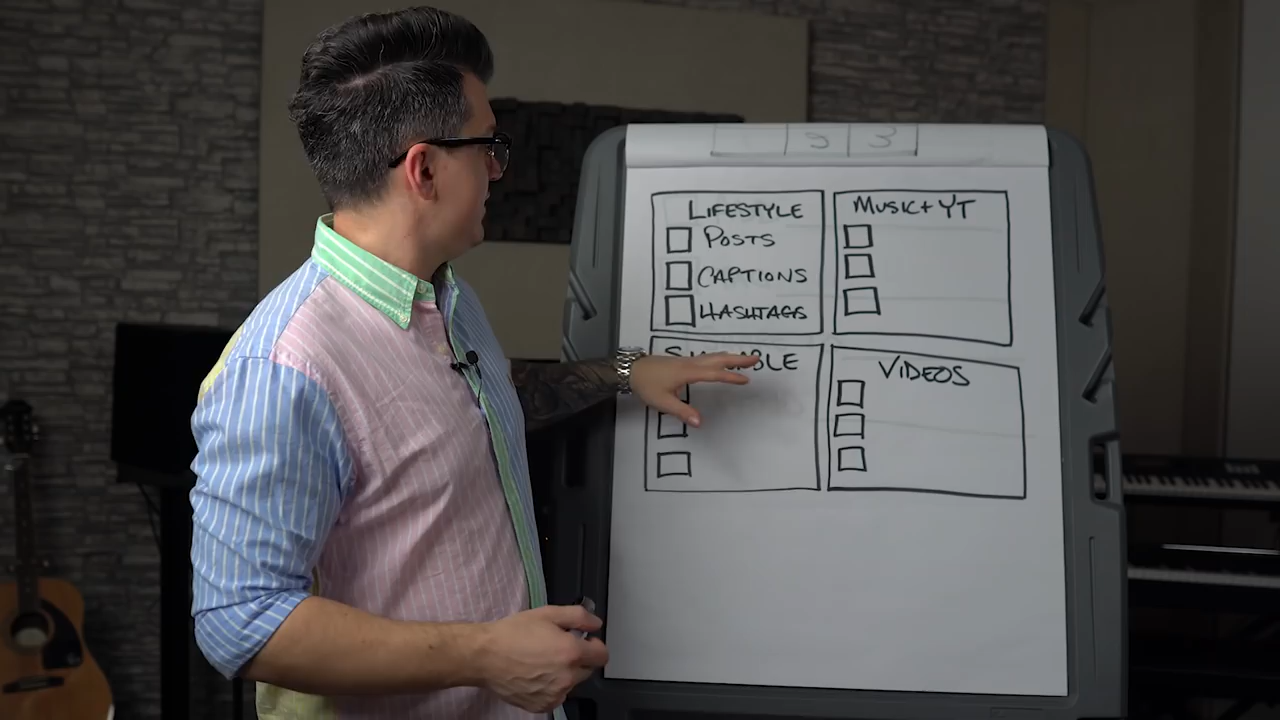 LIFESTYLE
POSTS
CAPTIONS
HASHTAGS
MUSIC + YT
VIDEOS